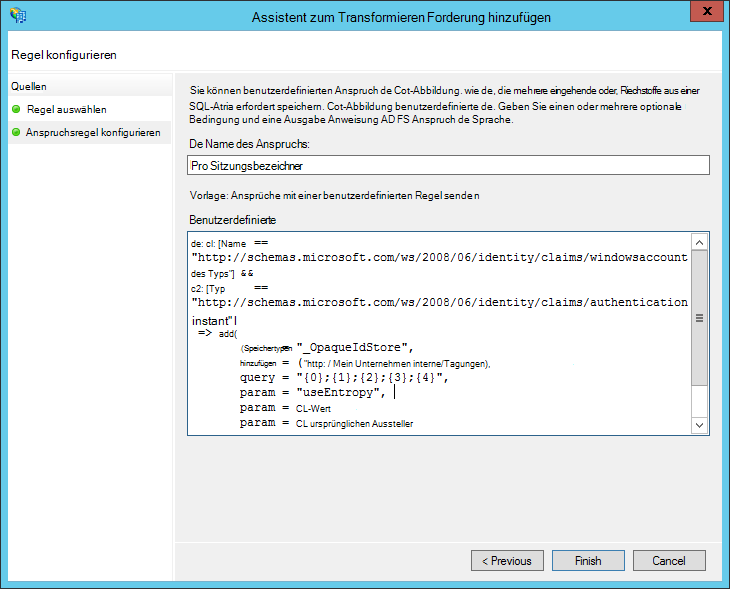 Assistent zum Transformieren Forderung hinzufügen
X
Regel konfigurieren
Quellen
Regel auswählen
Anspruchsregel konfigurieren
Sie können benutzerdefinierten Anspruch de Cot-Abbildung. wie de, die mehrere eingehende oder, Riechstoffe aus einer
SQL-Atria erfordert speichern. Cot-Abbildung benutzerdefinierte de. Geben Sie einen oder mehrere optionale
Bedingung und eine Ausgabe Anweisung AD FS Anspruch de Sprache.
De Name des Anspruchs:
Pro Sitzungsbezeichner
Vorlage: Ansprüche mit einer benutzerdefinierten Regel senden
Benutzerdefinierte
de: cl: [Name ==
"http://schemas.microsoft.com/ws/2008/06/identity/claims/windowsaccount
des Typs"] &&
c2: [Typ ==
"http://schemas.microsoft.com/ws/2008/06/identity/claims/authentication
instant"]
=> add(
(Speichertypen = "_OpaqueIdStore",
hinzufügen = ("http: / Mein Unternehmen interne/Tagungen),
query = "{0};{1};{2};{3};{4}",
param = "useEntropy",
param = CL-Wert
param = CL ursprünglichen Aussteller
< Previous Finish Cancel